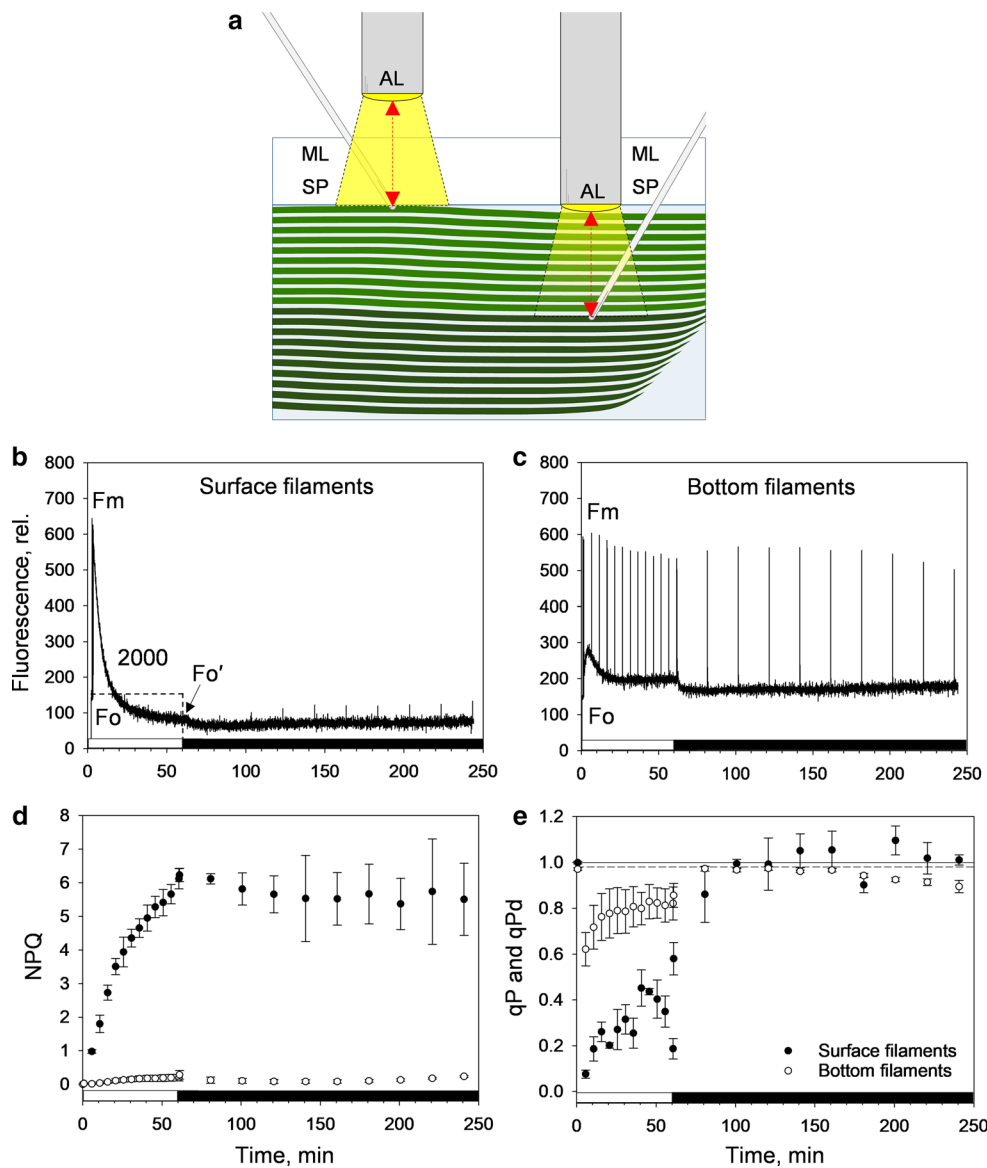 a
AL
ML
SP
AL
ML
SP
b
800
700
600
500
400
300
200
100
0
Fluorescence, rel.
Surface filaments
Fm
2000
Fo′
Fo
0 50 100 150 200 250
c
800
700
600
500
400
300
200
100
0
Bottom filaments
Fm
Fo
0 50 100 150 200 250
d
8
7
6
5
4
3
2
1
0
NPQ
0 50 100 150 200 250
Time, min
e
1.2
1.0
0.8
0.6
0.4
0.2
0.0
qP and qPd
Surface filaments
Bottom filaments
0 50 100 150 200 250
Time, min